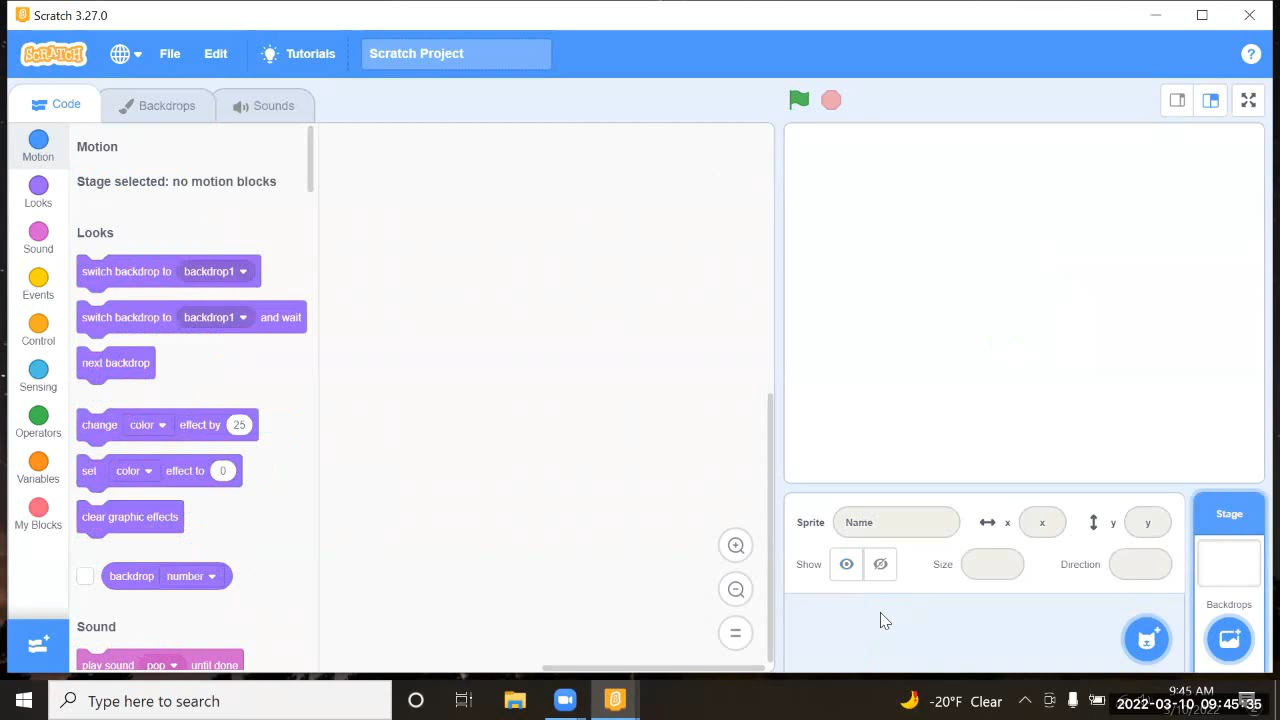 Scratch 3.27.0
SCRATCH
File
Edit
Tutorials
Scratch Project
?
Code
Backdrops
Sounds
Motion
Looks
Sound
Events
Control
Sensing
Operators
Variables
My Blocks
Motion
Stage selected: no motion blocks
Looks
switch backdrop to backdrop1
switch backdrop to backdrop1 and wait
next backdrop
change color effect by 25
set color effect to 0
clear graphic effects
backdrop number
Sound
play sound pop until done
Sprite Name x x y y
Show Size Direction
Stage
Backdrops
Type here to search
-20°F Clear
9:45 AM
2022-03-10 09:45:35